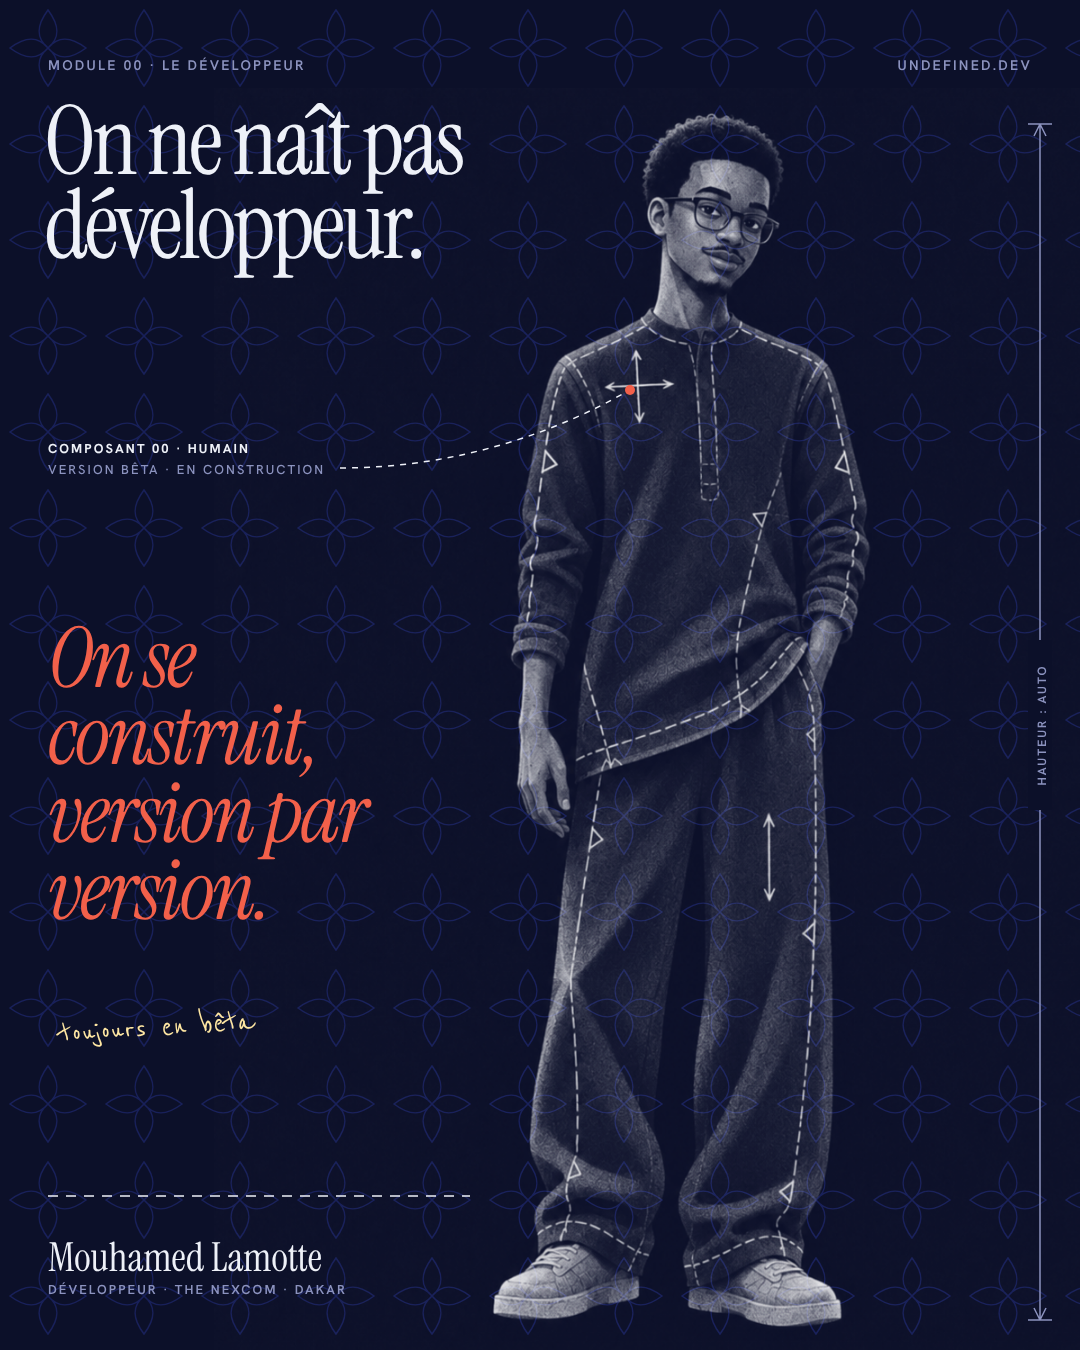 MODULE 00 · LE DÉVELOPPEUR
UNDEFINED.DEV
On ne naît pas
développeur.
COMPOSANT 00 · HUMAIN
VERSION BÊTA · EN CONSTRUCTION
On se
construit,
version par
version.
HAUTEUR : AUTO
toujours en bêta
Mouhamed Lamotte
DÉVELOPPEUR · THE NEXCOM · DAKAR